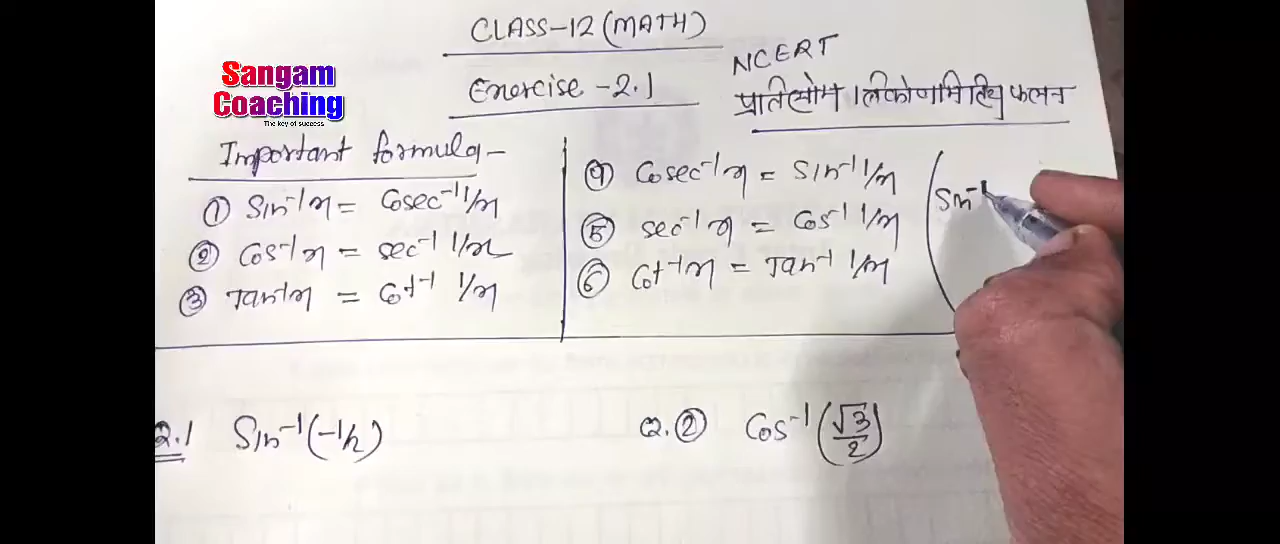 CLASS-12 (MATH)
Exercise -2.1
NCERT
प्रतिलोम त्रिकोणमितिय फलन
Sangam
Coaching
The key of success
Important formula -
① Sin⁻¹x = Cosec⁻¹ 1/x
② Cos⁻¹x = sec⁻¹ 1/x
③ Tan⁻¹x = Cot⁻¹ 1/x
④ Cosec⁻¹x = Sin⁻¹ 1/x
⑤ sec⁻¹x = Cos⁻¹ 1/x
⑥ Cot⁻¹x = Tan⁻¹ 1/x
Sin⁻¹
Q.1 Sin⁻¹(-1/2)
Q.② Cos⁻¹(√3/2)